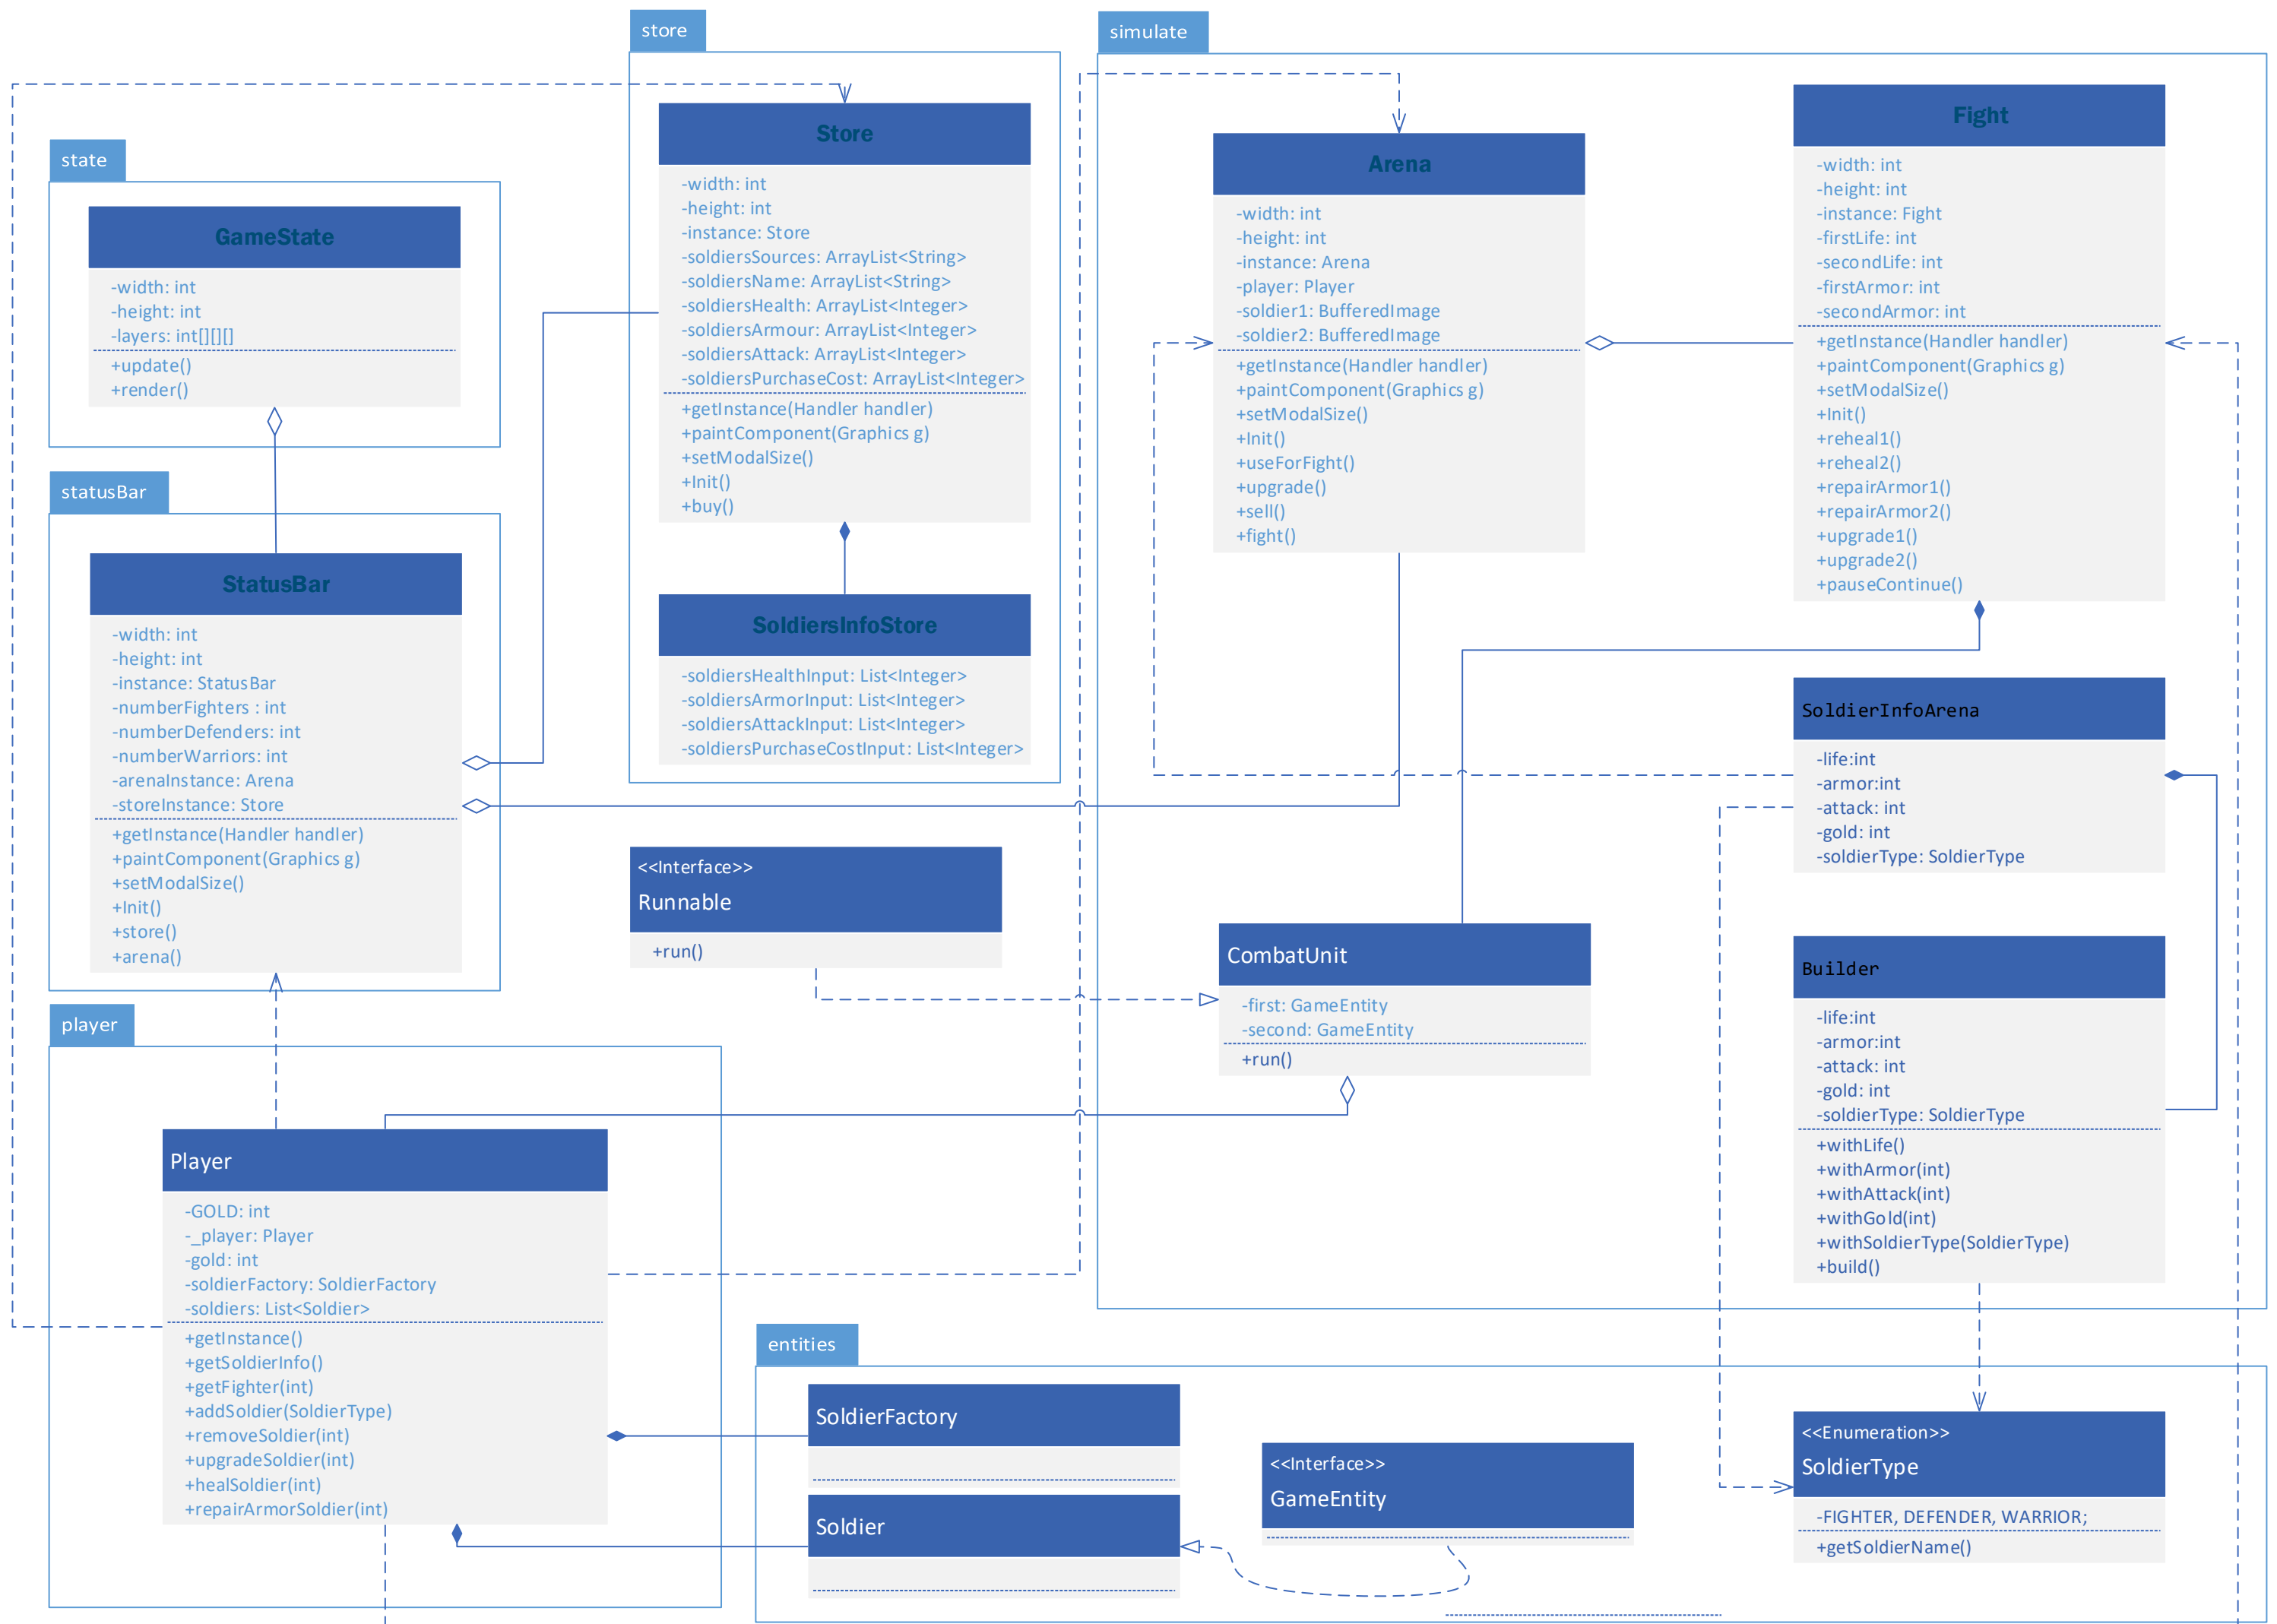 store
simulate
state
Store
-width: int
-height: int
-instance: Store
-soldiersSources: ArrayList<String>
-soldiersName: ArrayList<String>
-soldiersHealth: ArrayList<Integer>
-soldiersArmour: ArrayList<Integer>
-soldiersAttack: ArrayList<Integer>
-soldiersPurchaseCost: ArrayList<Integer>
+getInstance(Handler handler)
+paintComponent(Graphics g)
+setModalSize()
+Init()
+buy()
Arena
-width: int
-height: int
-instance: Arena
-player: Player
-soldier1: BufferedImage
-soldier2: BufferedImage
+getInstance(Handler handler)
+paintComponent(Graphics g)
+setModalSize()
+Init()
+useForFight()
+upgrade()
+sell()
+fight()
Fight
-width: int
-height: int
-instance: Fight
-firstLife: int
-secondLife: int
-firstArmor: int
-secondArmor: int
+getInstance(Handler handler)
+paintComponent(Graphics g)
+setModalSize()
+Init()
+reheal1()
+reheal2()
+repairArmor1()
+repairArmor2()
+upgrade1()
+upgrade2()
+pauseContinue()
GameState
-width: int
-height: int
-layers: int[][][]
+update()
+render()
statusBar
StatusBar
-width: int
-height: int
-instance: StatusBar
-numberFighters : int
-numberDefenders: int
-numberWarriors: int
-arenaInstance: Arena
-storeInstance: Store
+getInstance(Handler handler)
+paintComponent(Graphics g)
+setModalSize()
+Init()
+store()
+arena()
SoldiersInfoStore
-soldiersHealthInput: List<Integer>
-soldiersArmorInput: List<Integer>
-soldiersAttackInput: List<Integer>
-soldiersPurchaseCostInput: List<Integer>
SoldierInfoArena
-life:int
-armor:int
-attack: int
-gold: int
-soldierType: SoldierType
<<Interface>>
Runnable
+run()
CombatUnit
-first: GameEntity
-second: GameEntity
+run()
Builder
-life:int
-armor:int
-attack: int
-gold: int
-soldierType: SoldierType
+withLife()
+withArmor(int)
+withAttack(int)
+withGold(int)
+withSoldierType(SoldierType)
+build()
player
Player
-GOLD: int
-_player: Player
-gold: int
-soldierFactory: SoldierFactory
-soldiers: List<Soldier>
+getInstance()
+getSoldierInfo()
+getFighter(int)
+addSoldier(SoldierType)
+removeSoldier(int)
+upgradeSoldier(int)
+healSoldier(int)
+repairArmorSoldier(int)
entities
SoldierFactory
Soldier
<<Interface>>
GameEntity
<<Enumeration>>
SoldierType
-FIGHTER, DEFENDER, WARRIOR;
+getSoldierName()